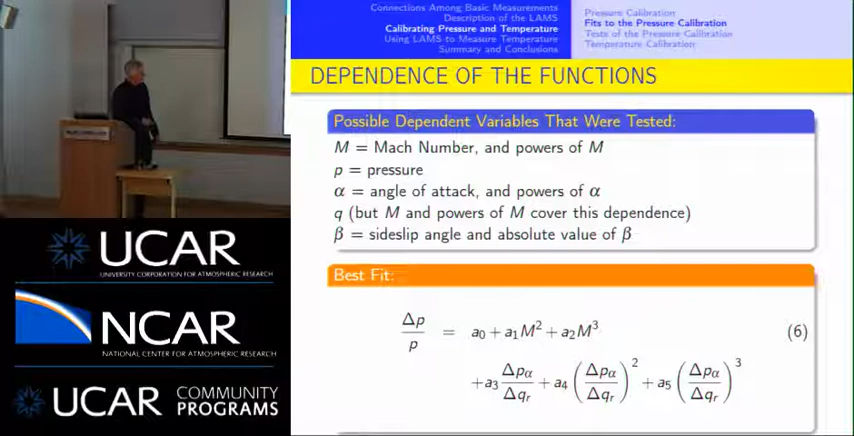 Connections Among Basic Measurements
Description of the LAMS
Calibrating Pressure and Temperature
Using LAMS to Measure Temperature
Summary and Conclusions
Pressure Calibration
Fits to the Pressure Calibration
Tests of the Pressure Calibration
Temperature Calibration
DEPENDENCE OF THE FUNCTIONS
Possible Dependent Variables That Were Tested:
M = Mach Number, and powers of M
p = pressure
α = angle of attack, and powers of α
q (but M and powers of M cover this dependence)
β = sideslip angle and absolute value of β
Best Fit:
Δp/p = a₀ + a₁M² + a₂M³ (6)
+a₃ Δpα/Δqᵣ + a₄ (Δpα/Δqᵣ)² + a₅ (Δpα/Δqᵣ)³
UCAR
UNIVERSITY CORPORATION FOR ATMOSPHERIC RESEARCH
NCAR
NATIONAL CENTER FOR ATMOSPHERIC RESEARCH
UCAR COMMUNITY
PROGRAMS